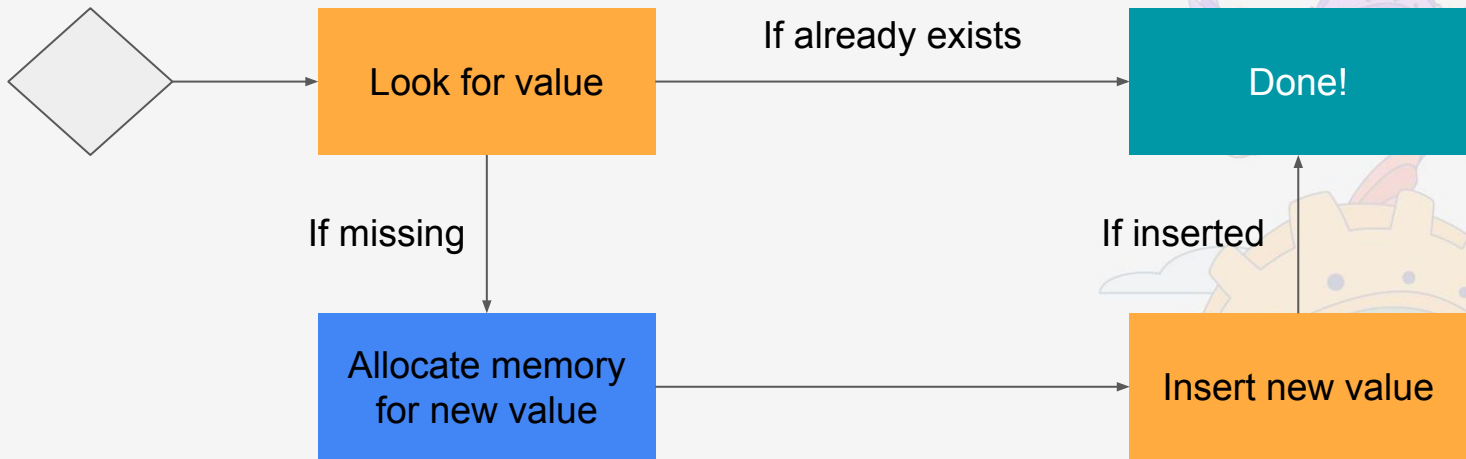 If already exists
Look for value
Done!
If missing
If inserted
Allocate memory
for new value
Insert new value